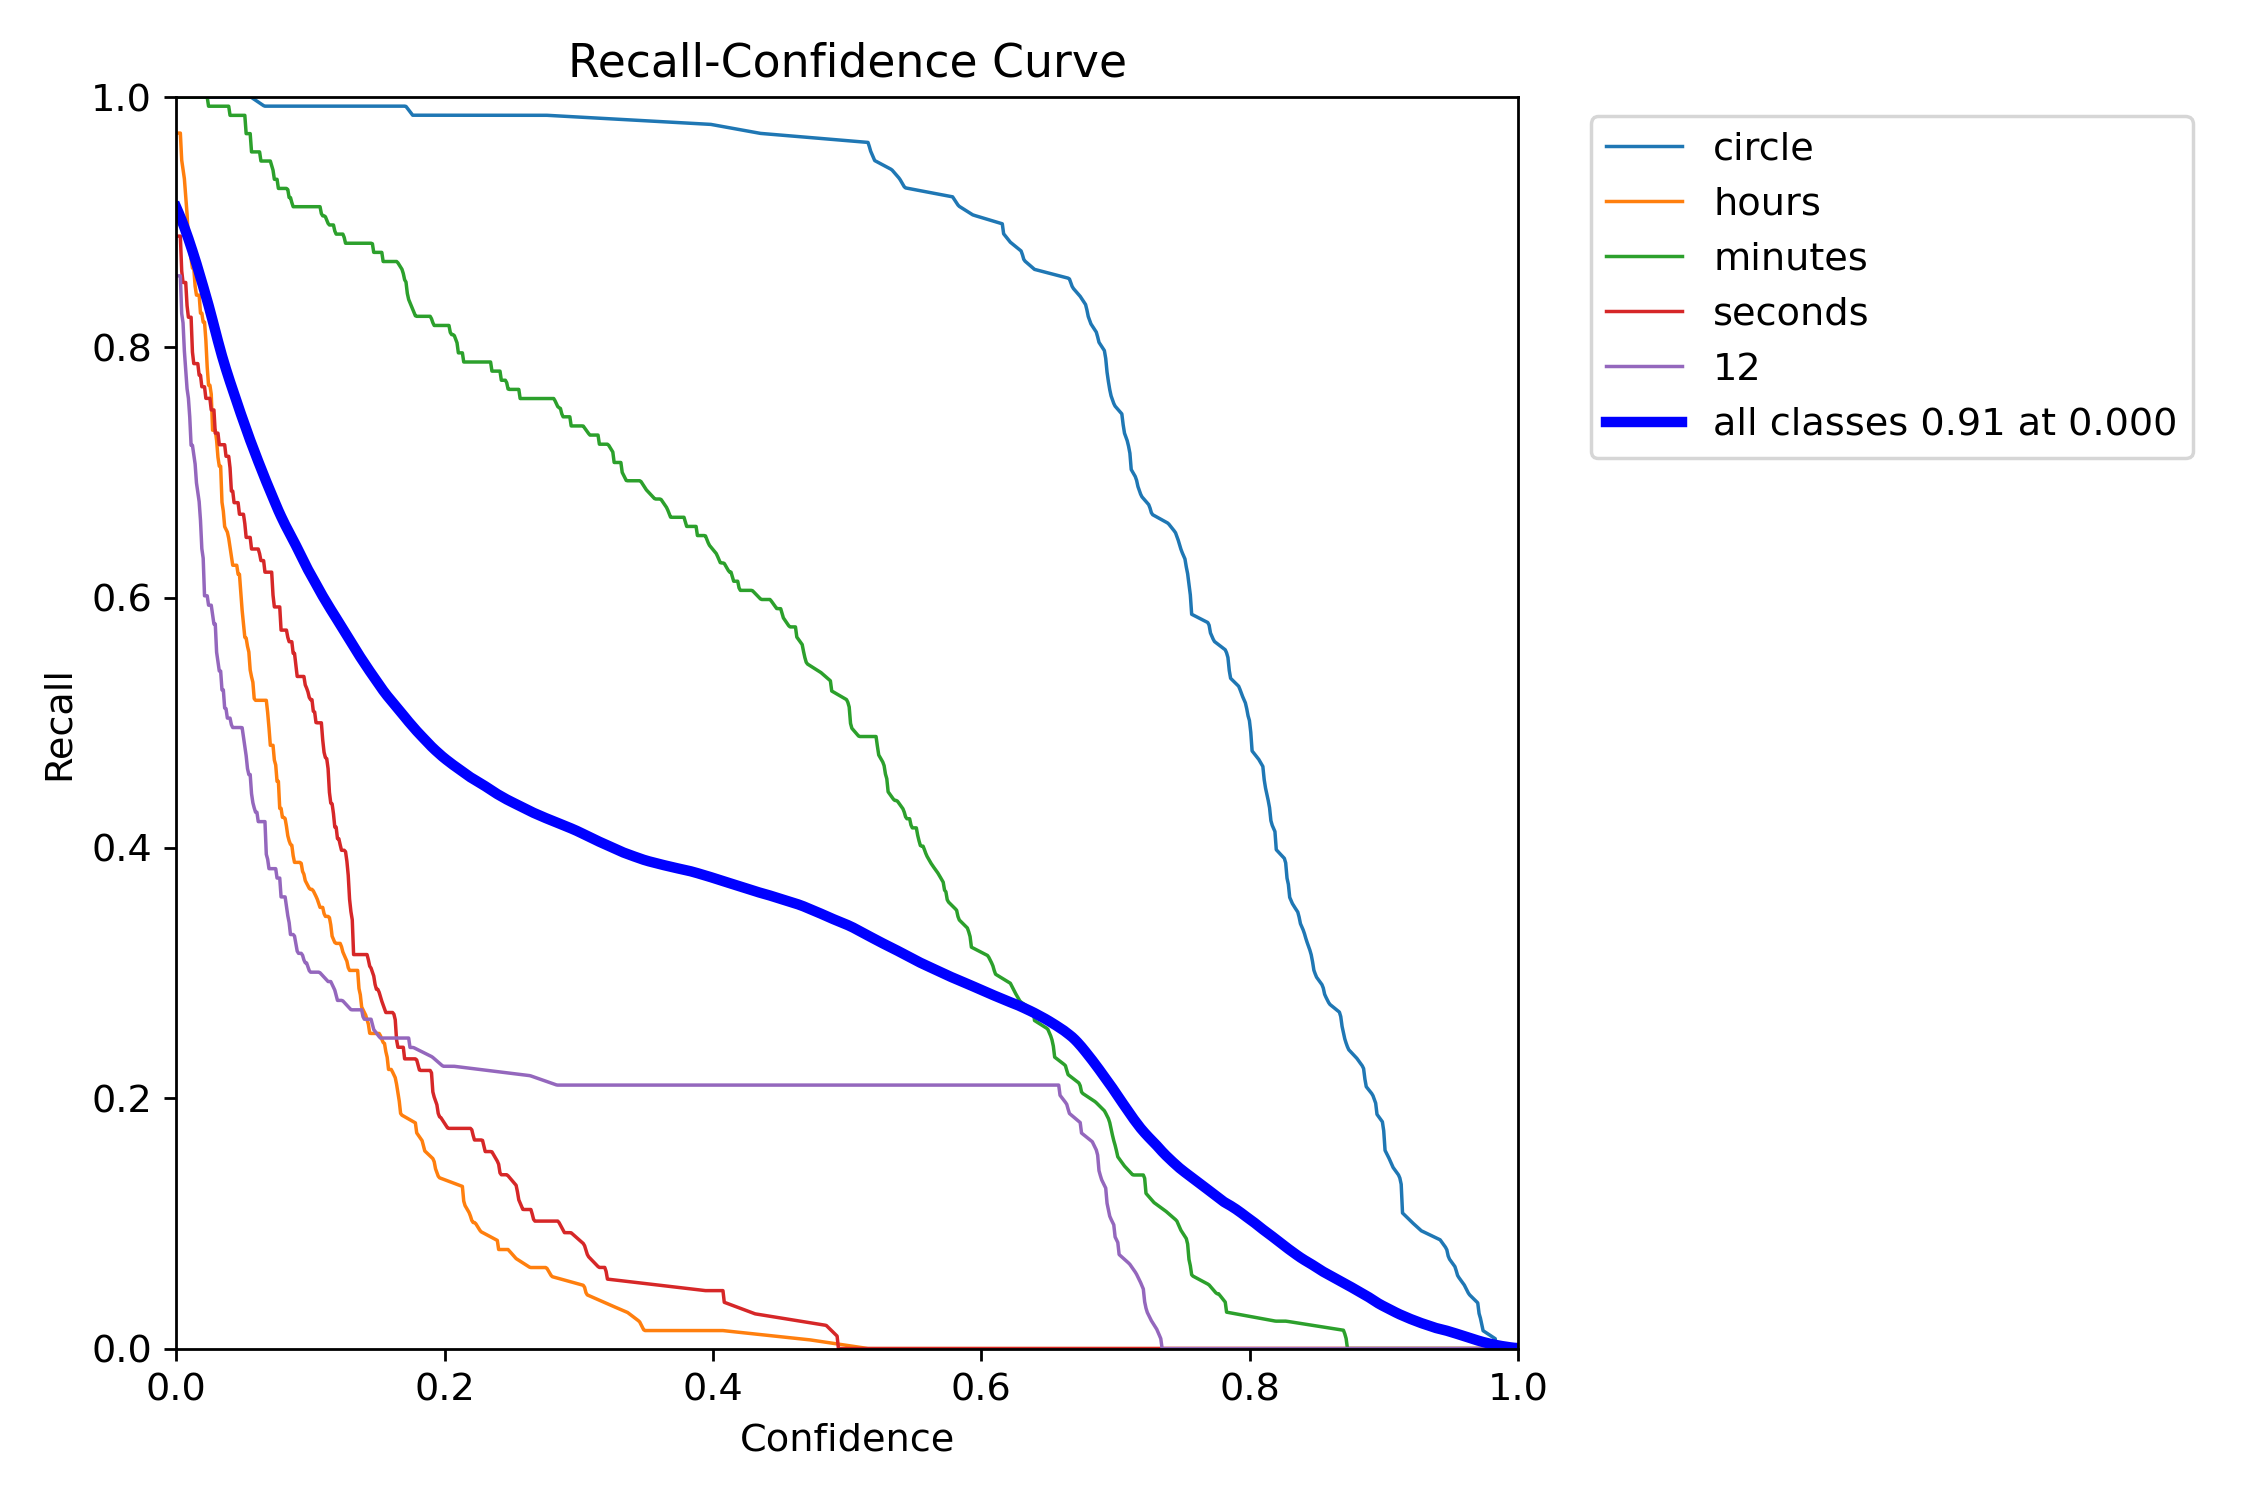 Recall-Confidence Curve
1.0
0.8
0.6
0.4
0.2
0.0
Recall
0.0 0.2 0.4 0.6 0.8 1.0
Confidence
circle
hours
minutes
seconds
12
all classes 0.91 at 0.000